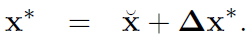 x* = x̆ + Δx*.